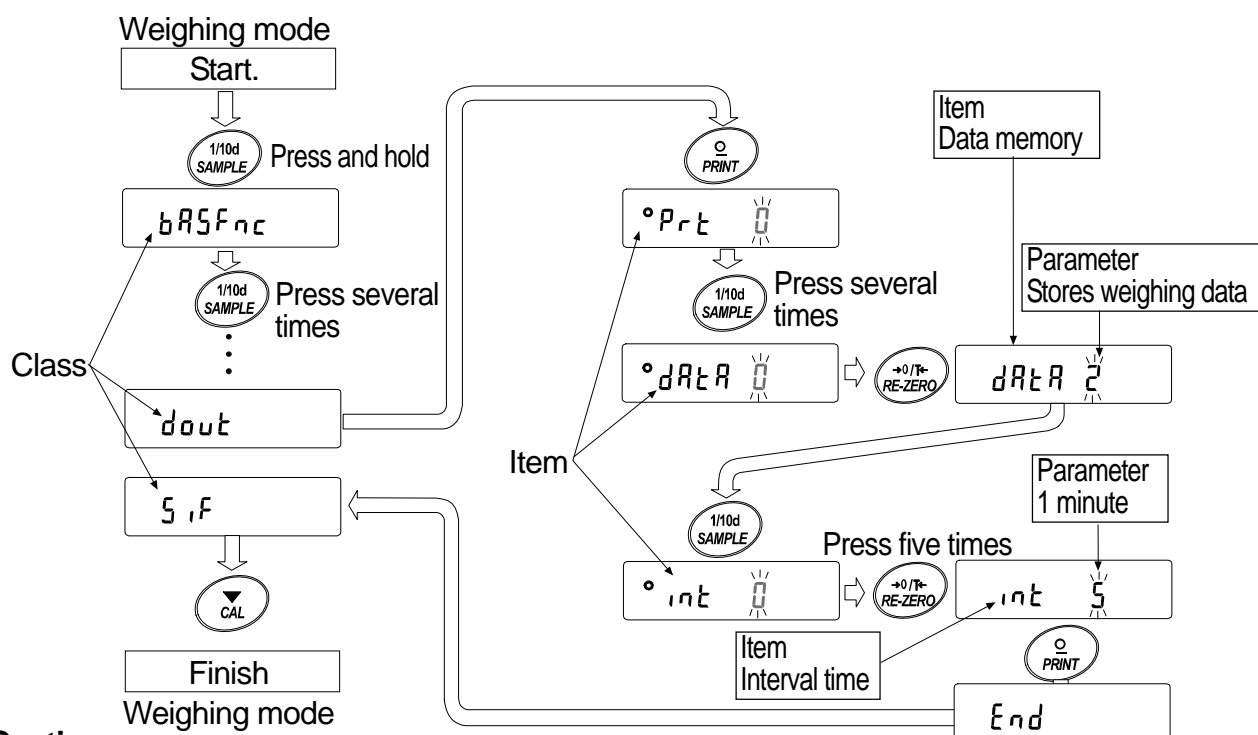 Weighing mode
Start.
1/10d
SAMPLE
Press and hold
bASFnc
1/10d
SAMPLE
Press several
times
Class
dout
SiF
CAL
Finish
Weighing mode
PRINT
Prt 0
1/10d
SAMPLE
Press several
times
Item
Data memory
Parameter
Stores weighing data
dAtA 0
→0/T←
RE-ZERO
dAtA 2
Item
1/10d
SAMPLE
Parameter
1 minute
Press five times
int 0
→0/T←
RE-ZERO
int 5
Item
Interval time
PRINT
End